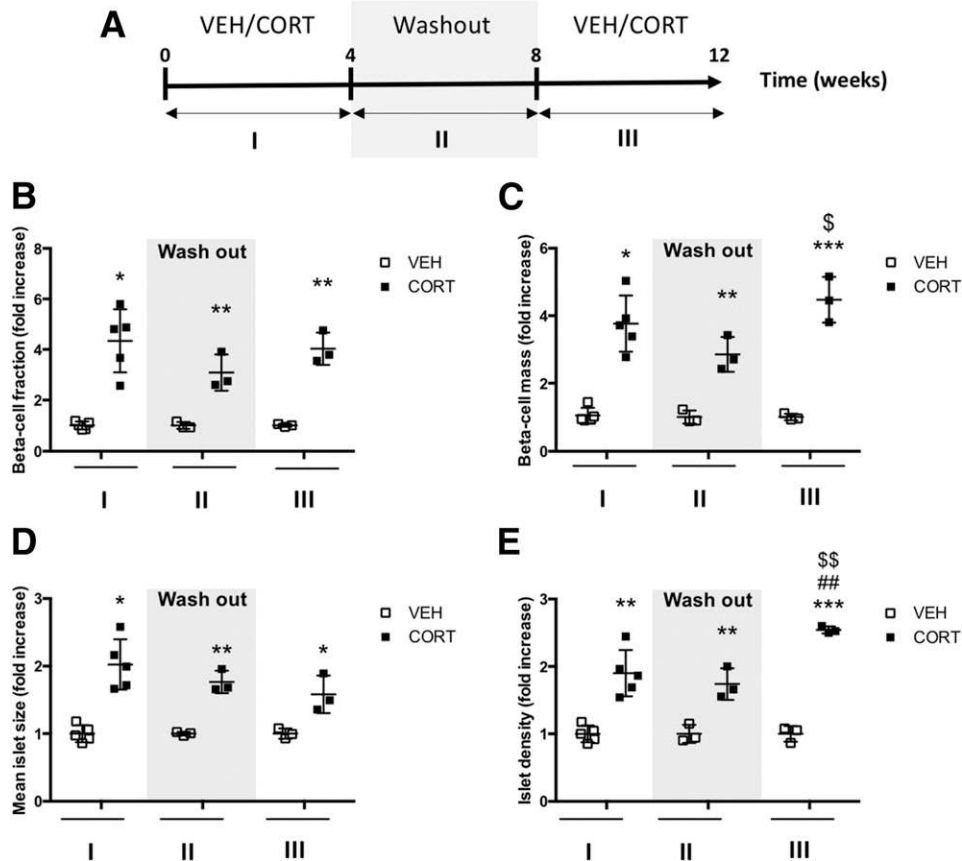 A
VEH/CORT Washout VEH/CORT
0 4 8 12
Time (weeks)
I II III
B
Beta-cell fraction (fold increase)
8
6
4
2
0
Wash out
* ** **
VEH
CORT
I II III
C
Beta-cell mass (fold increase)
6
4
2
0
Wash out
$
* ** ***
VEH
CORT
I II III
D
Mean islet size (fold increase)
3
2
1
0
Wash out
* ** *
VEH
CORT
I II III
E
Islet density (fold increase)
3
2
1
0
Wash out
$$
##
** ** ***
VEH
CORT
I II III